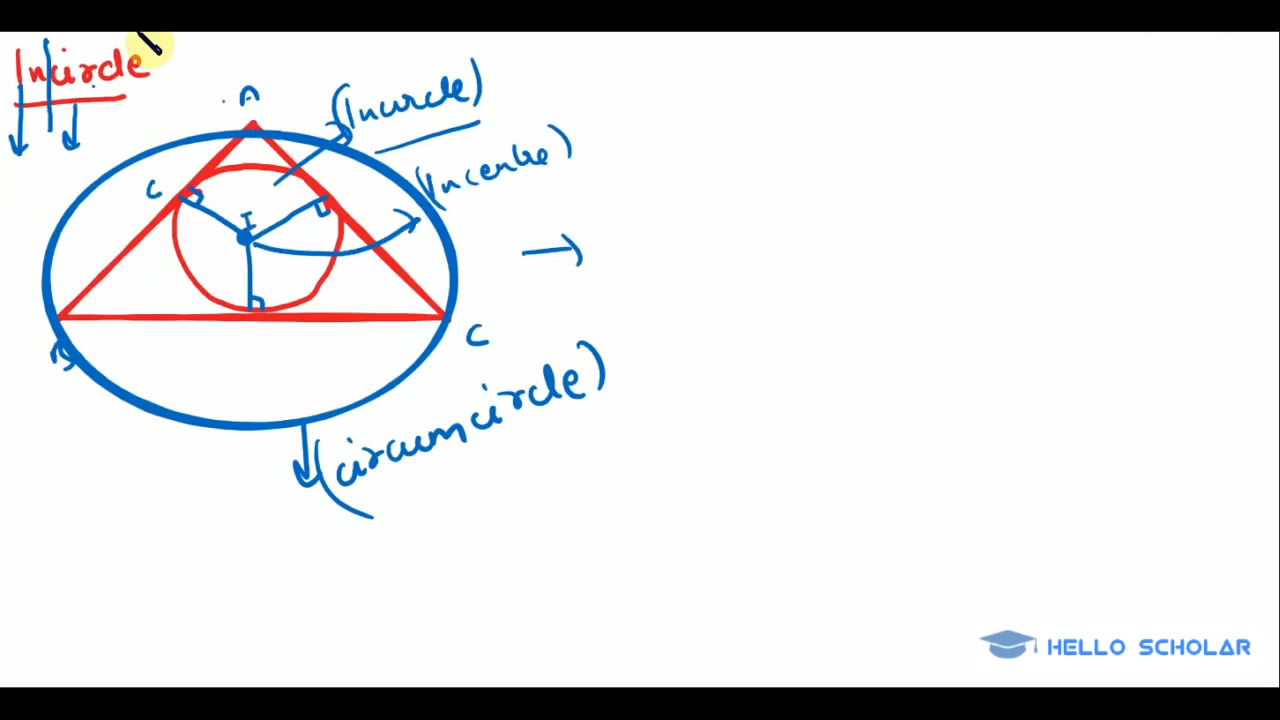 Incircle
A
(Incircle)
(Incentre)
C
I
C
B
(circumcircle)
HELLO SCHOLAR